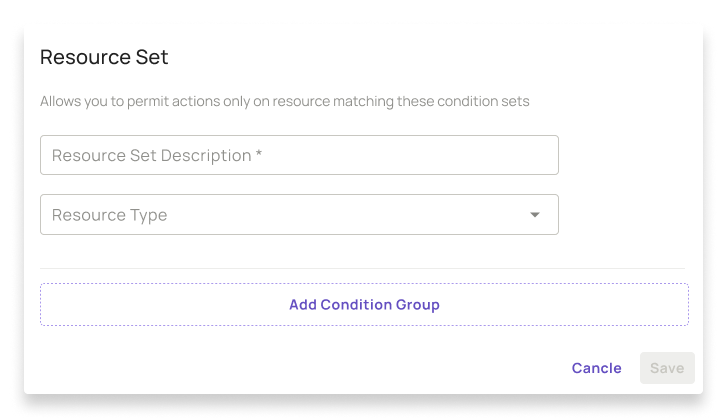 Resource Set
Allows you to permit actions only on resource matching these condition sets
Resource Set Description *
Resource Type
Add Condition Group
Cancle
Save